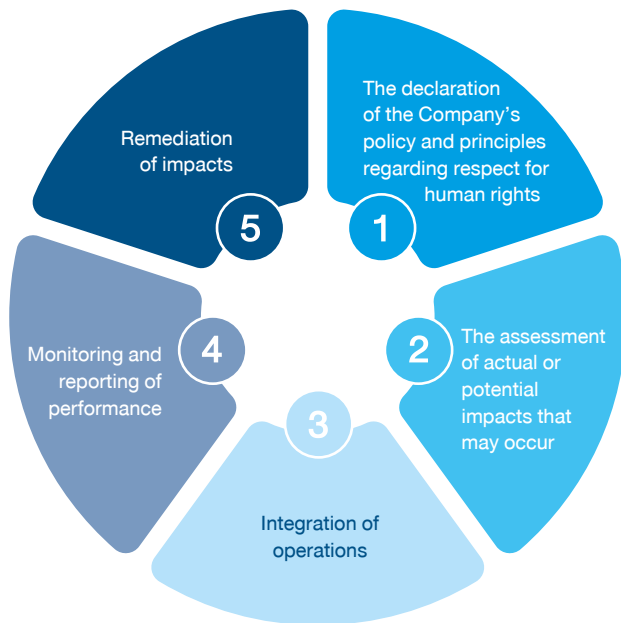 1
The declaration
of the Company’s
policy and principles
regarding respect for
human rights
2
The assessment
of actual or
potential
impacts that
may occur
3
Integration of
operations
4
Monitoring and
reporting of
performance
5
Remediation
of impacts